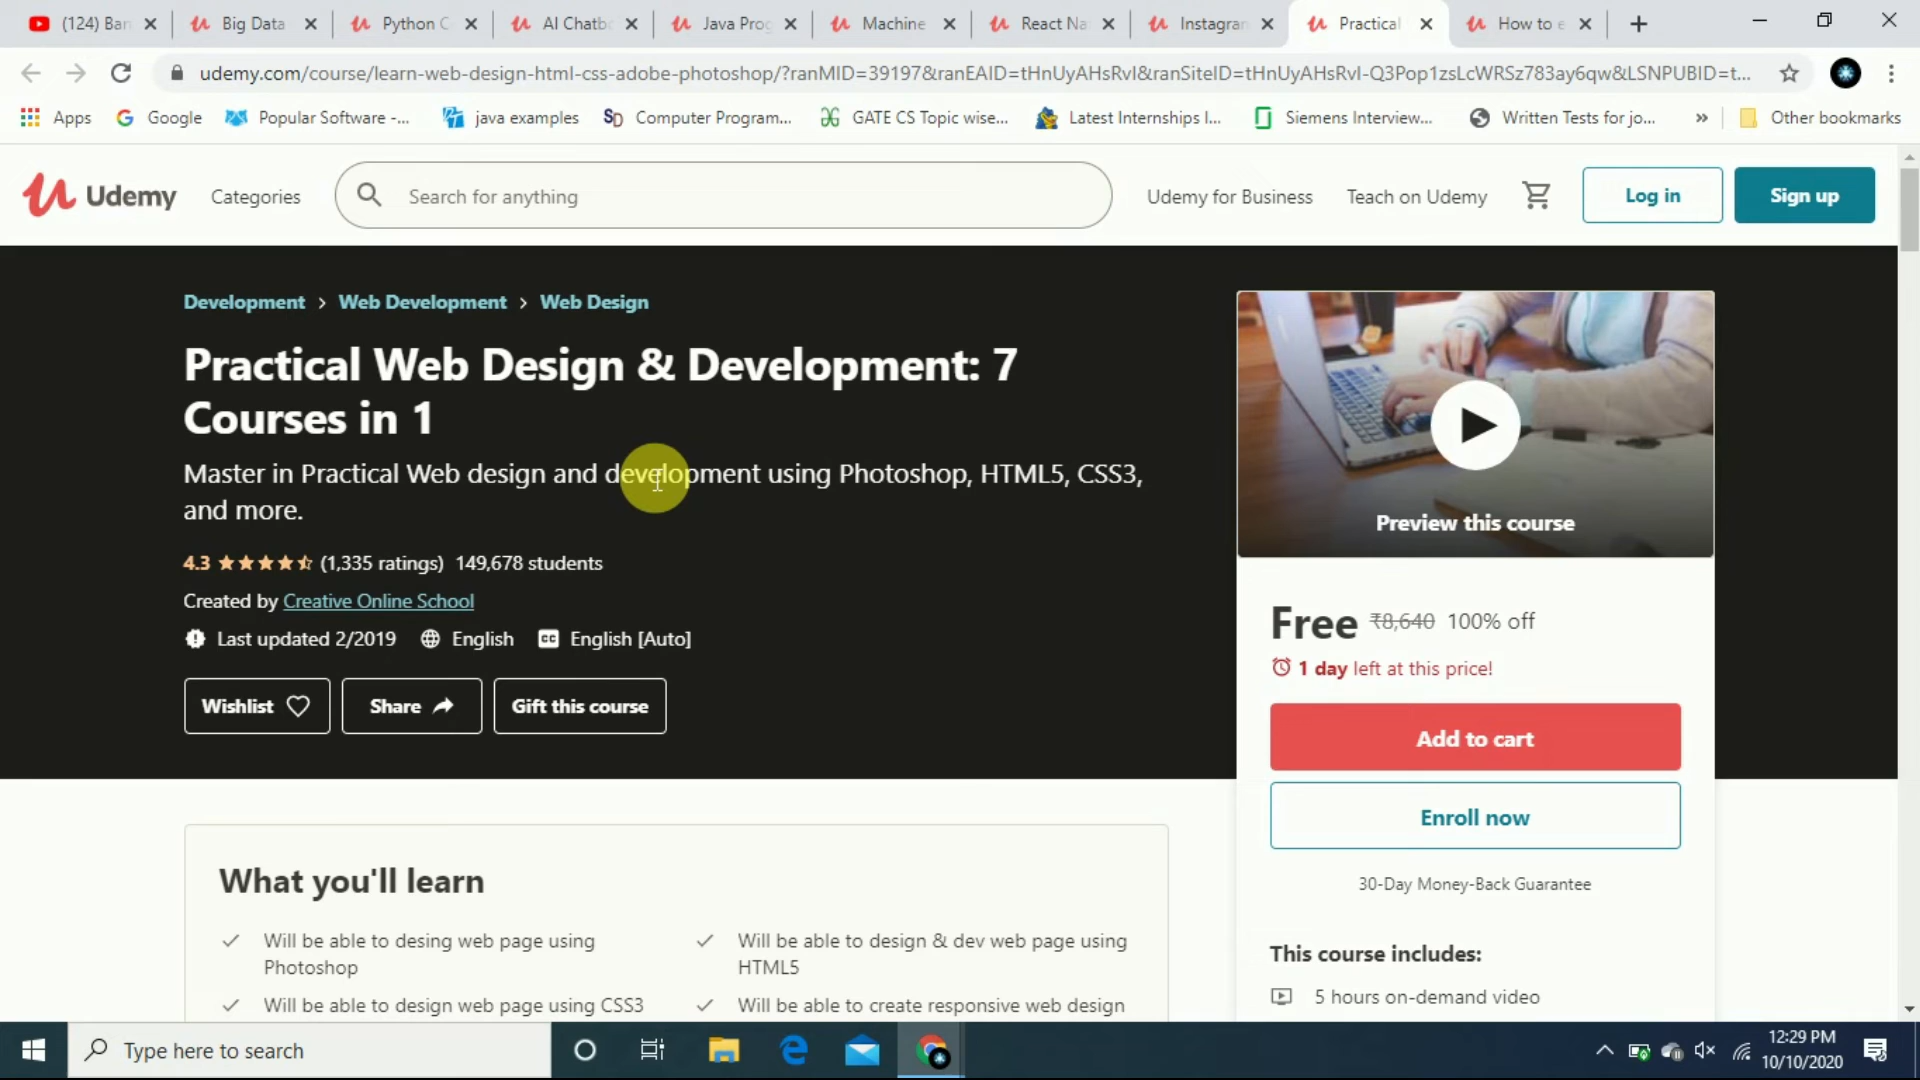 (124) Ban
Big Data
Python C
AI Chatb
Java Prog
Machine
React Na
Instagram
Practical
How to e
udemy.com/course/learn-web-design-html-css-adobe-photoshop/?ranMID=39197&ranEAID=tHnUyAHsRvI&ranSiteID=tHnUyAHsRvI-Q3Pop1zsLcWRSz783ay6qw&LSNPUBID=t...
Apps
Google
Popular Software -...
java examples
Computer Program...
GATE CS Topic wise...
Latest Internships I...
Siemens Interview...
Written Tests for jo...
»
Other bookmarks
Udemy
Categories
Search for anything
Udemy for Business
Teach on Udemy
Log in
Sign up
Development > Web Development > Web Design
Practical Web Design & Development: 7
Courses in 1
Master in Practical Web design and development using Photoshop, HTML5, CSS3,
and more.
4.3 (1,335 ratings) 149,678 students
Created by Creative Online School
Last updated 2/2019 English CC English [Auto]
Wishlist
Share
Gift this course
Preview this course
Free ₹8,640 100% off
1 day left at this price!
Add to cart
Enroll now
30-Day Money-Back Guarantee
This course includes:
5 hours on-demand video
What you'll learn
Will be able to desing web page using
Photoshop
Will be able to design & dev web page using
HTML5
Will be able to design web page using CSS3
Will be able to create responsive web design
Type here to search
12:29 PM
10/10/2020